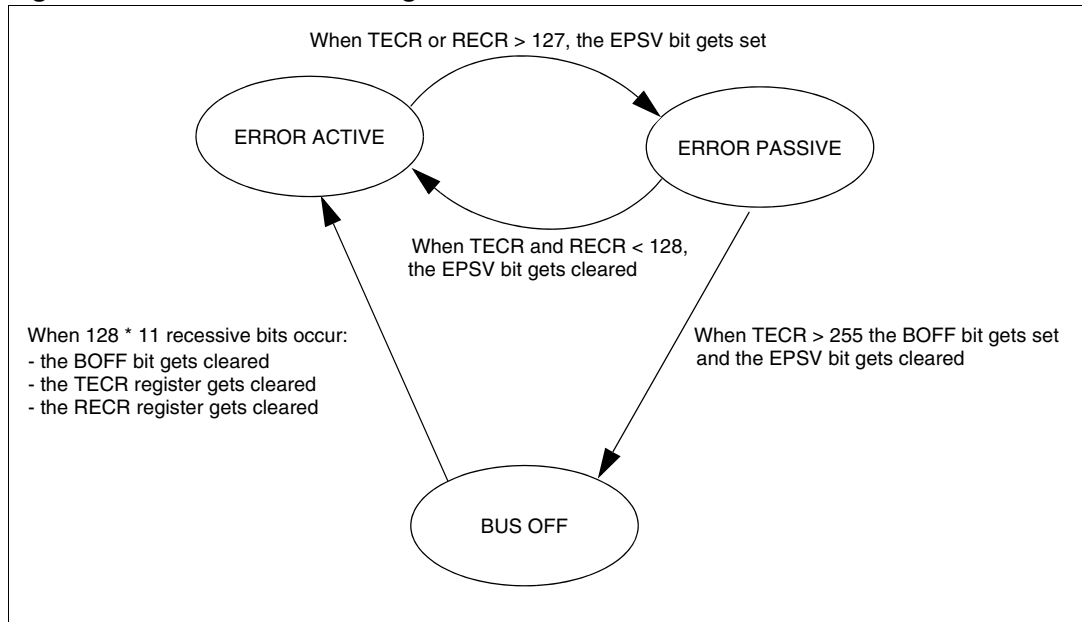 When TECR or RECR > 127, the EPSV bit gets set
ERROR ACTIVE
ERROR PASSIVE
When TECR and RECR < 128,
the EPSV bit gets cleared
When 128 * 11 recessive bits occur:
- the BOFF bit gets cleared
- the TECR register gets cleared
- the RECR register gets cleared
When TECR > 255 the BOFF bit gets set
and the EPSV bit gets cleared
BUS OFF